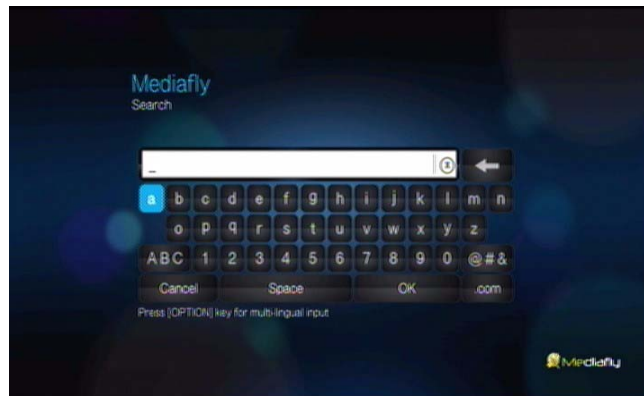 Mediafly
Search
_
a b c d e f g h i j k l m n
o p q r s t u v w x y z
ABC 1 2 3 4 5 6 7 8 9 0 @#&
Cancel Space OK .com
Press [OPTION] key for multi-lingual input
Mediafly